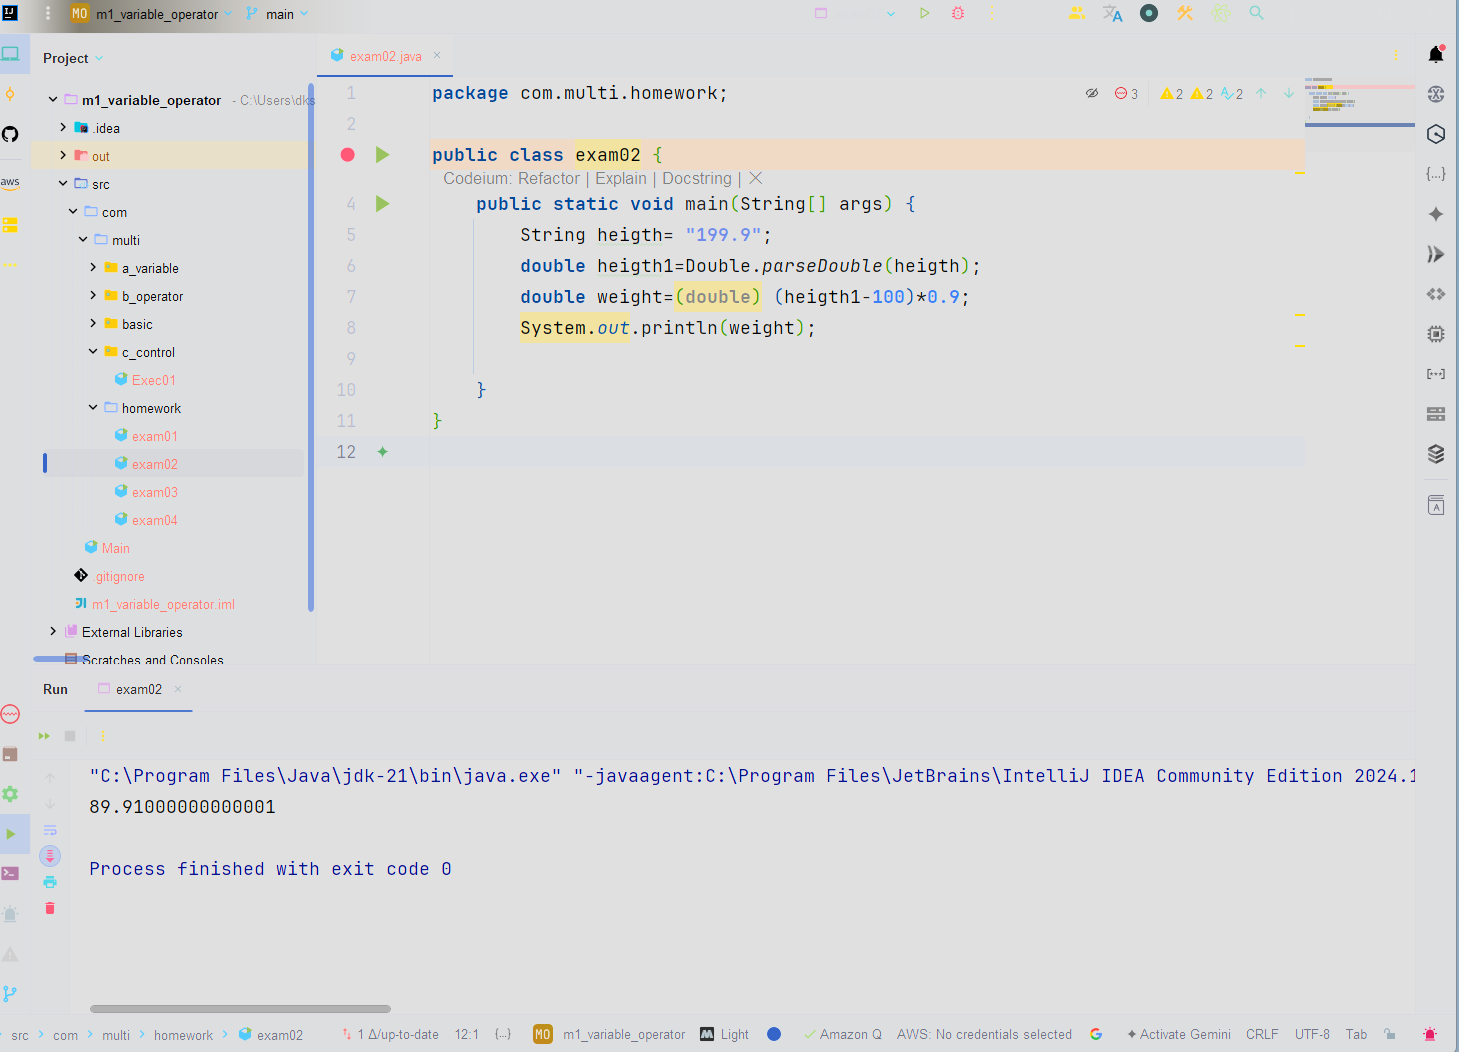 MO m1_variable_operator main
Project
exam02.java
m1_variable_operator - C:\Users\dks
.idea
out
src
com
multi
a_variable
b_operator
basic
c_control
Exec01
homework
exam01
exam02
exam03
exam04
Main
.gitignore
m1_variable_operator.iml
External Libraries
Scratches and Consoles
aws
3 2 2 2
1 package com.multi.homework;
2
public class exam02 {
Codeium: Refactor | Explain | Docstring |
4 public static void main(String[] args) {
5 String heigth= "199.9";
6 double heigth1=Double.parseDouble(heigth);
7 double weight=(double) (heigth1-100)*0.9;
8 System.out.println(weight);
9
10 }
11 }
12
Run exam02
"C:\Program Files\Java\jdk-21\bin\java.exe" "-javaagent:C:\Program Files\JetBrains\IntelliJ IDEA Community Edition 2024.1
89.91000000000001
Process finished with exit code 0
src com multi homework exam02 1 Δ/up-to-date 12:1 {..} MO m1_variable_operator Light Amazon Q AWS: No credentials selected Activate Gemini CRLF UTF-8 Tab